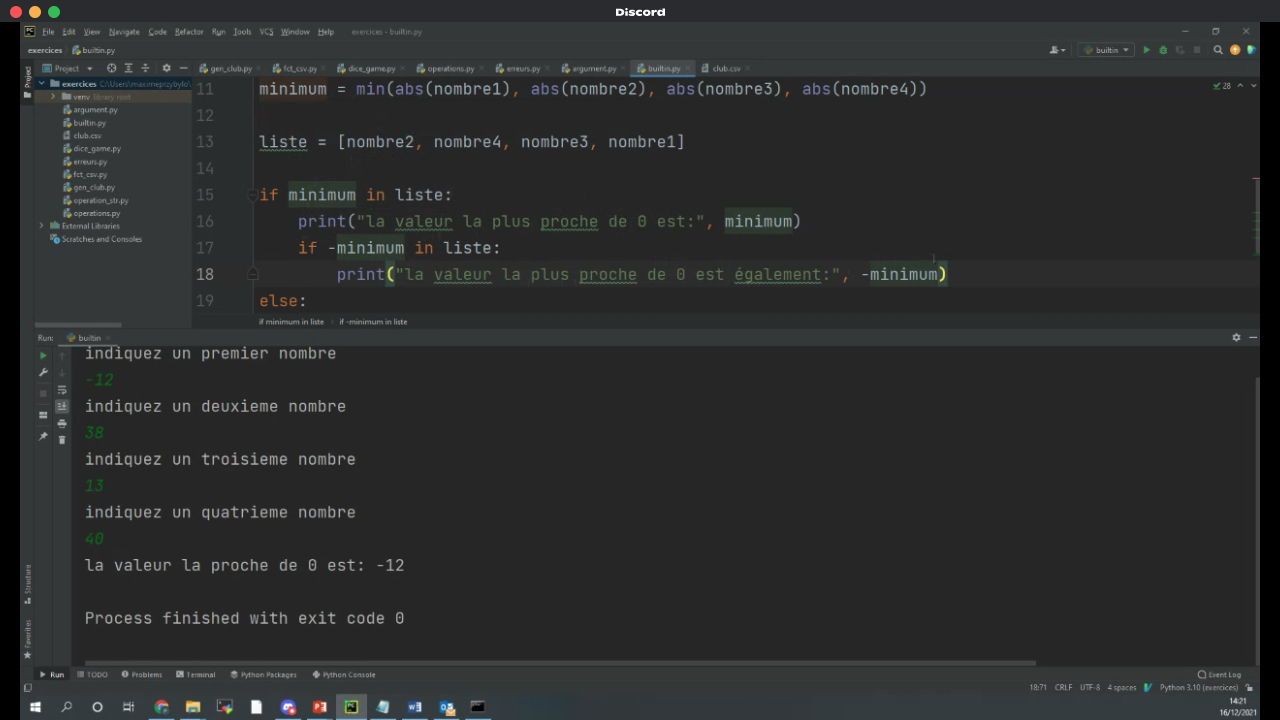 Discord
File Edit View Navigate Code Refactor Run Tools VCS Window Help exercices - builtin.py
exercices builtin.py
builtin
Project
gen_club.py fct_csv.py dice_game.py operations.py erreurs.py argument.py builtin.py club.csv
Project
exercices C:\Users\maximeprzybylo\
venv library root
argument.py
builtin.py
club.csv
dice_game.py
erreurs.py
fct_csv.py
gen_club.py
operation_str.py
operations.py
External Libraries
Scratches and Consoles
28
11 minimum = min(abs(nombre1), abs(nombre2), abs(nombre3), abs(nombre4))
12
13 liste = [nombre2, nombre4, nombre3, nombre1]
14
15 if minimum in liste:
16 print("la valeur la plus proche de 0 est:", minimum)
17 if -minimum in liste:
18 print("la valeur la plus proche de 0 est également:", -minimum)
19 else:
if minimum in liste if -minimum in liste
Run: builtin
indiquez un premier nombre
-12
indiquez un deuxieme nombre
38
indiquez un troisieme nombre
13
indiquez un quatrieme nombre
40
la valeur la proche de 0 est: -12
Process finished with exit code 0
Structure
Favorites
Run TODO Problems Terminal Python Packages Python Console Event Log
18:71 CRLF UTF-8 4 spaces Python 3.10 (exercices)
14:21
16/12/2021